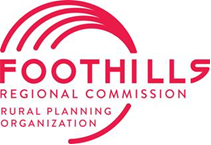 FOOTHILLS
REGIONAL COMMISSION
RURAL PLANNING
ORGANIZATION